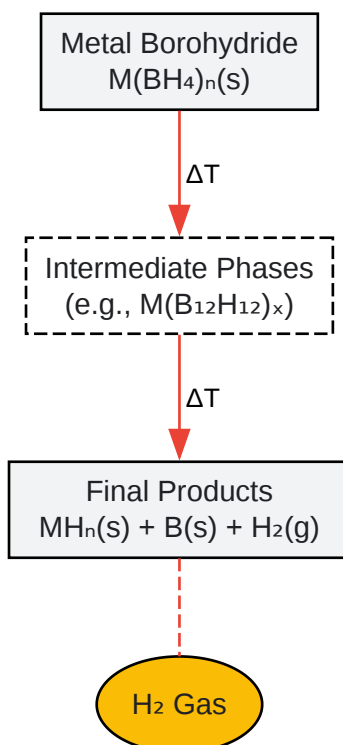 Metal Borohydride
M(BH₄)ₙ(s)
ΔT
Intermediate Phases
(e.g., M(B₁₂H₁₂)ₓ)
ΔT
Final Products
MHₙ(s) + B(s) + H₂(g)
H₂ Gas